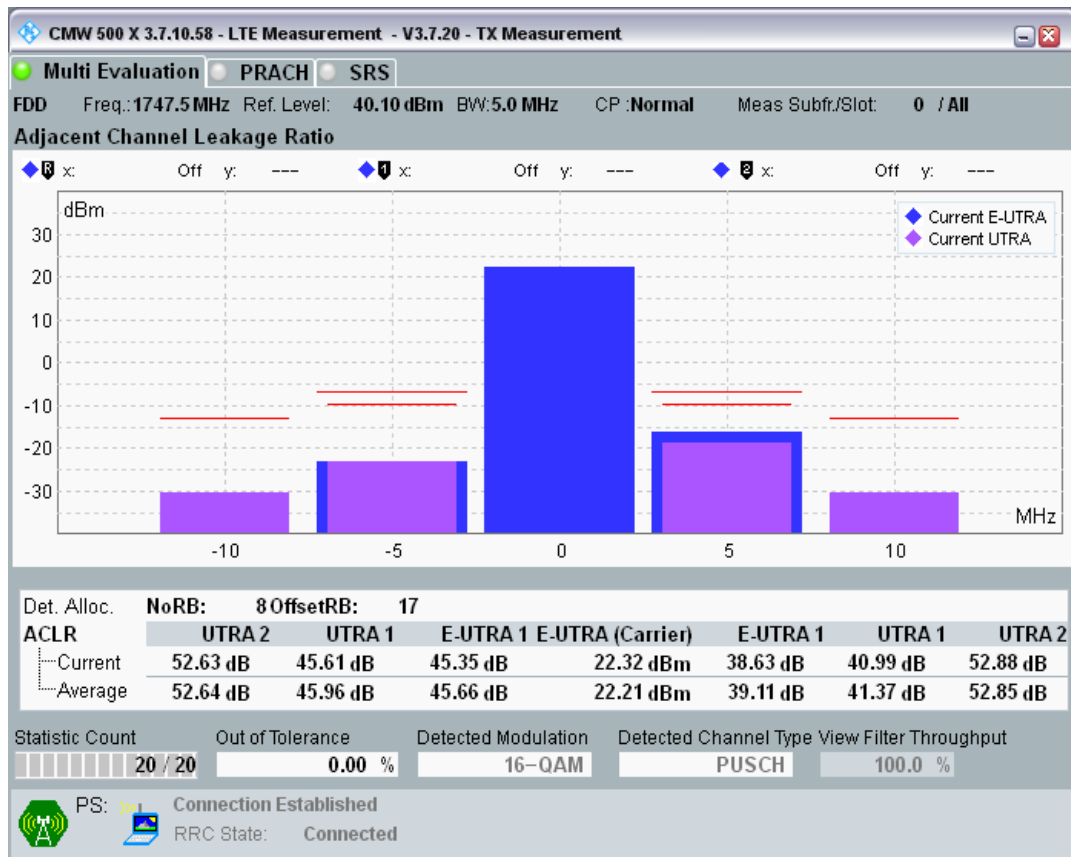 CMW 500 X 3.7.10.58 - LTE Measurement  - V3.7.20 - TX Measurement
Multi Evaluation PRACH SRS
FDD Freq.:1747.5 MHz Ref. Level: 40.10 dBm BW:5.0 MHz CP :Normal Meas Subfr./Slot: 0 / All
Adjacent Channel Leakage Ratio
R x: Off y: --- 1 x: Off y: --- 2 x: Off y: ---
dBm
Current E-UTRA
Current UTRA
30
20
10
0
-10
-20
-30
MHz
-10 -5 0 5 10
Det. Alloc. NoRB: 8 OffsetRB: 17
ACLR UTRA 2 UTRA 1 E-UTRA 1 E-UTRA (Carrier) E-UTRA 1 UTRA 1 UTRA 2
Current 52.63 dB 45.61 dB 45.35 dB 22.32 dBm 38.63 dB 40.99 dB 52.88 dB
Average 52.64 dB 45.96 dB 45.66 dB 22.21 dBm 39.11 dB 41.37 dB 52.85 dB
Statistic Count Out of Tolerance Detected Modulation Detected Channel Type View Filter Throughput
20 / 20 0.00 % 16-QAM PUSCH 100.0 %
PS: Connection Established
RRC State: Connected